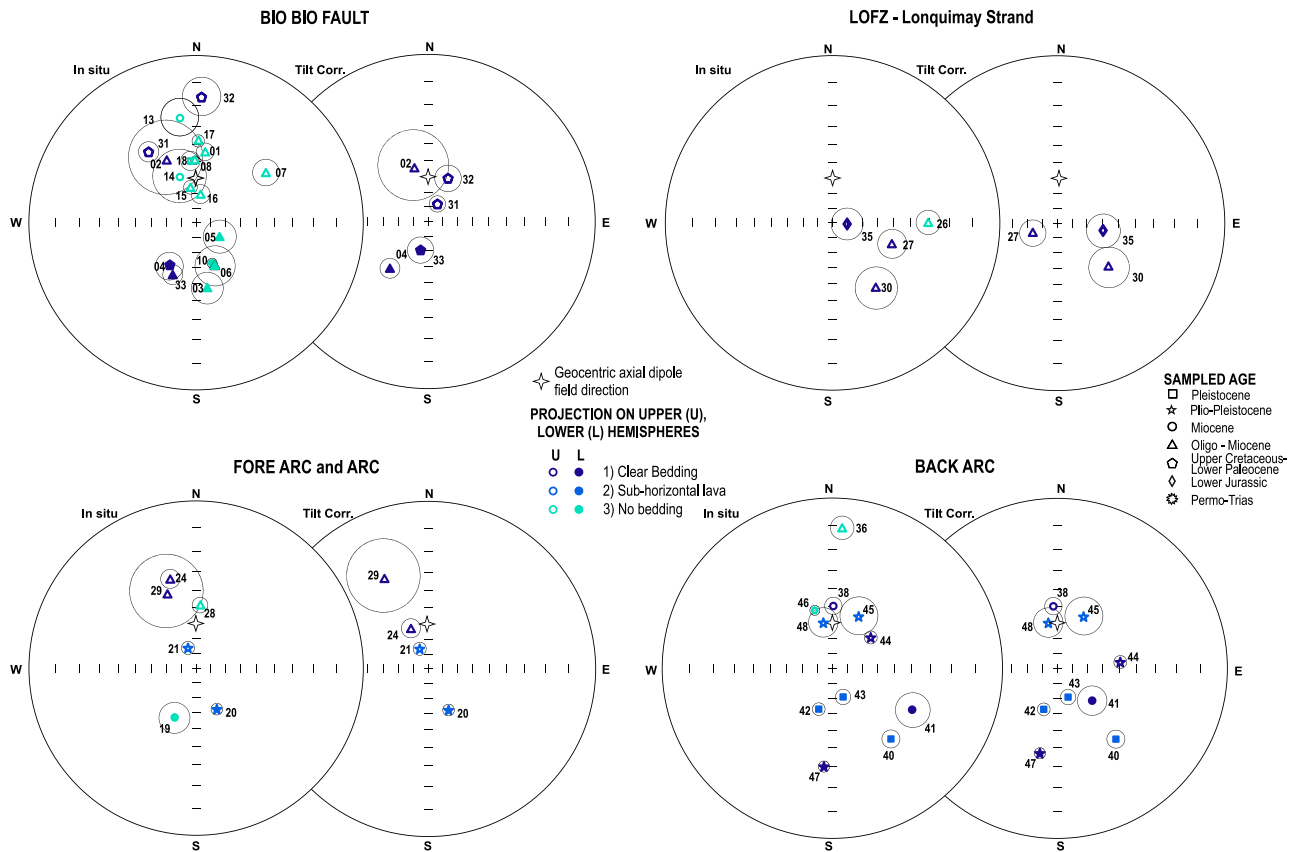 BIO BIO FAULT
LOFZ - Lonquimay Strand
N
N
N
N
In situ
Tilt Corr.
In situ
Tilt Corr.
32
13
17
31
01
02
18
08
07
14
15
16
W
E
05
10
04
06
33
03
S
S
02
32
31
33
04
W
E
26
35
27
30
S
27
35
30
S
Geocentric axial dipole
field direction
PROJECTION ON UPPER (U),
LOWER (L) HEMISPHERES
U L
1) Clear Bedding
2) Sub-horizontal lava
3) No bedding
SAMPLED AGE
Pleistocene
Plio-Pleistocene
Miocene
Oligo - Miocene
Upper Cretaceous-
Lower Paleocene
Lower Jurassic
Permo-Trias
FORE ARC and ARC
BACK ARC
N
N
N
N
In situ
Tilt Corr.
In situ
Tilt Corr.
24
29
28
21
W
E
20
19
S
29
24
21
20
S
36
38
46
45
48
44
W
E
43
42
41
40
47
S
38
45
48
44
43
42
41
40
47
S